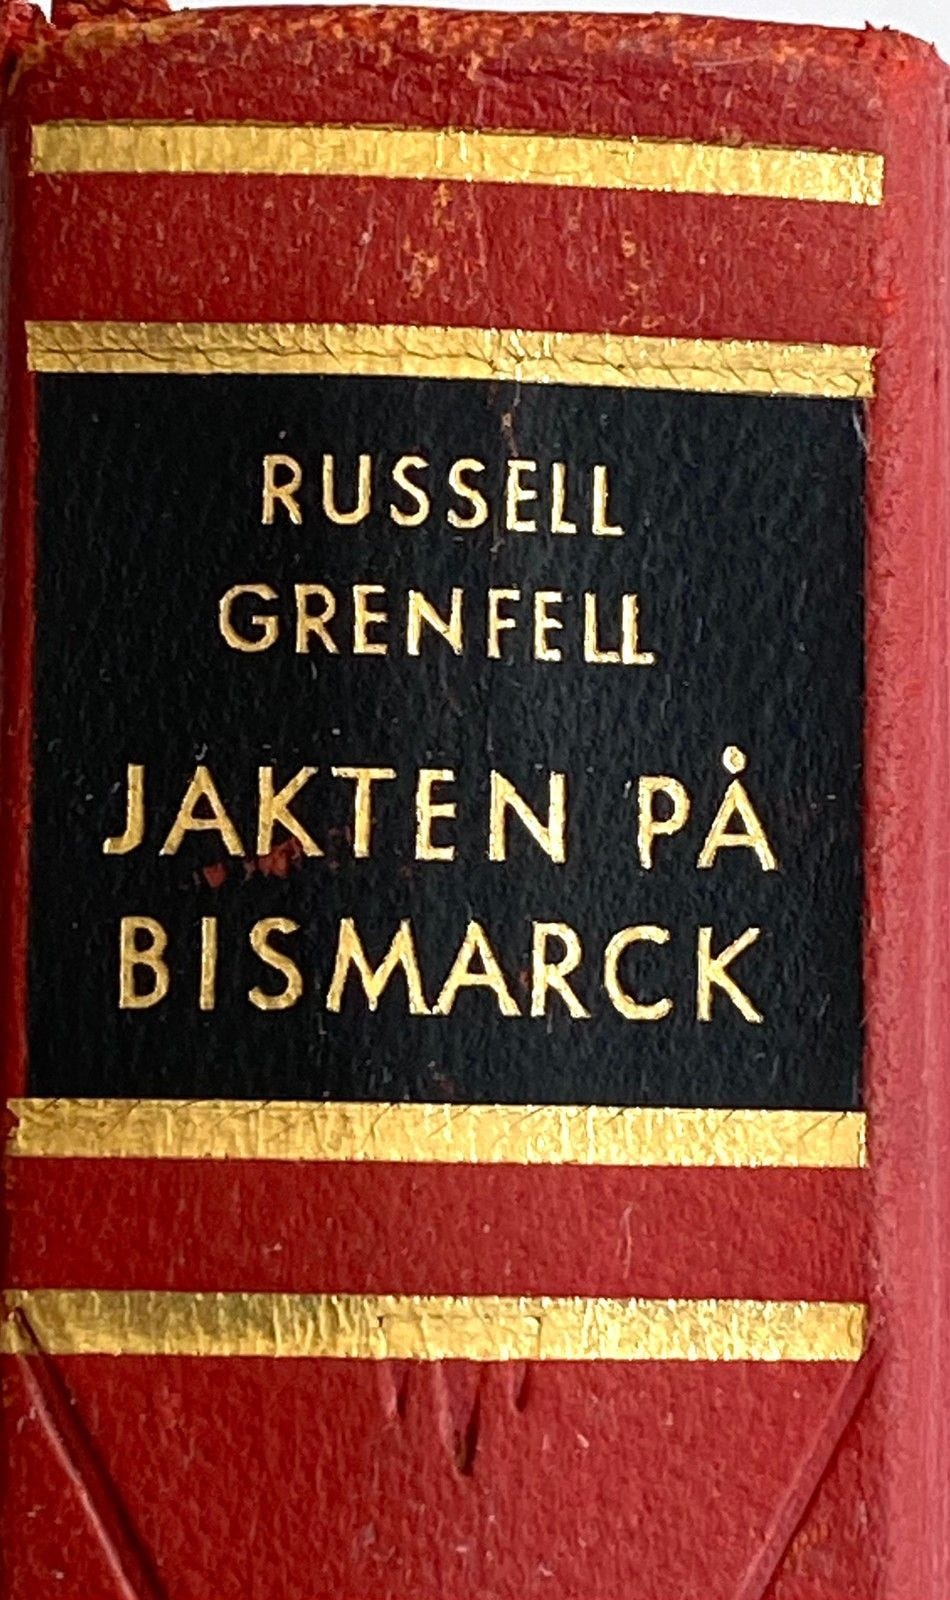 RUSSELL
GRENFELL
JAKTEN PÅ
BISMARCK